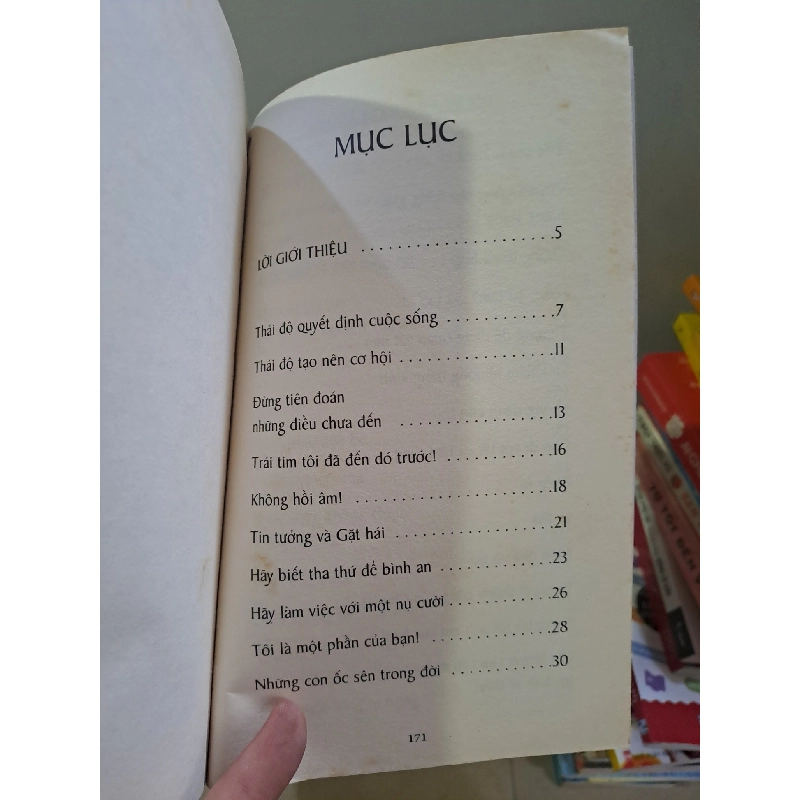 MỤC LỤC
LỜI GIỚI THIỆU ......................5
Thái độ quyết định cuộc sống ............7
Thái độ tạo nên cơ hội .................11
Đừng tiên đoán
những điều chưa đến .................13
Trái tim tôi đã đến đó trước! ............16
Không hồi âm! ......................18
Tin tưởng và Gặt hái ..................21
Hãy biết tha thứ để bình an .............23
Hãy làm việc với một nụ cười ............26
Tôi là một phần của bạn! ...............28
Những con ốc sên trong đời ............30
171